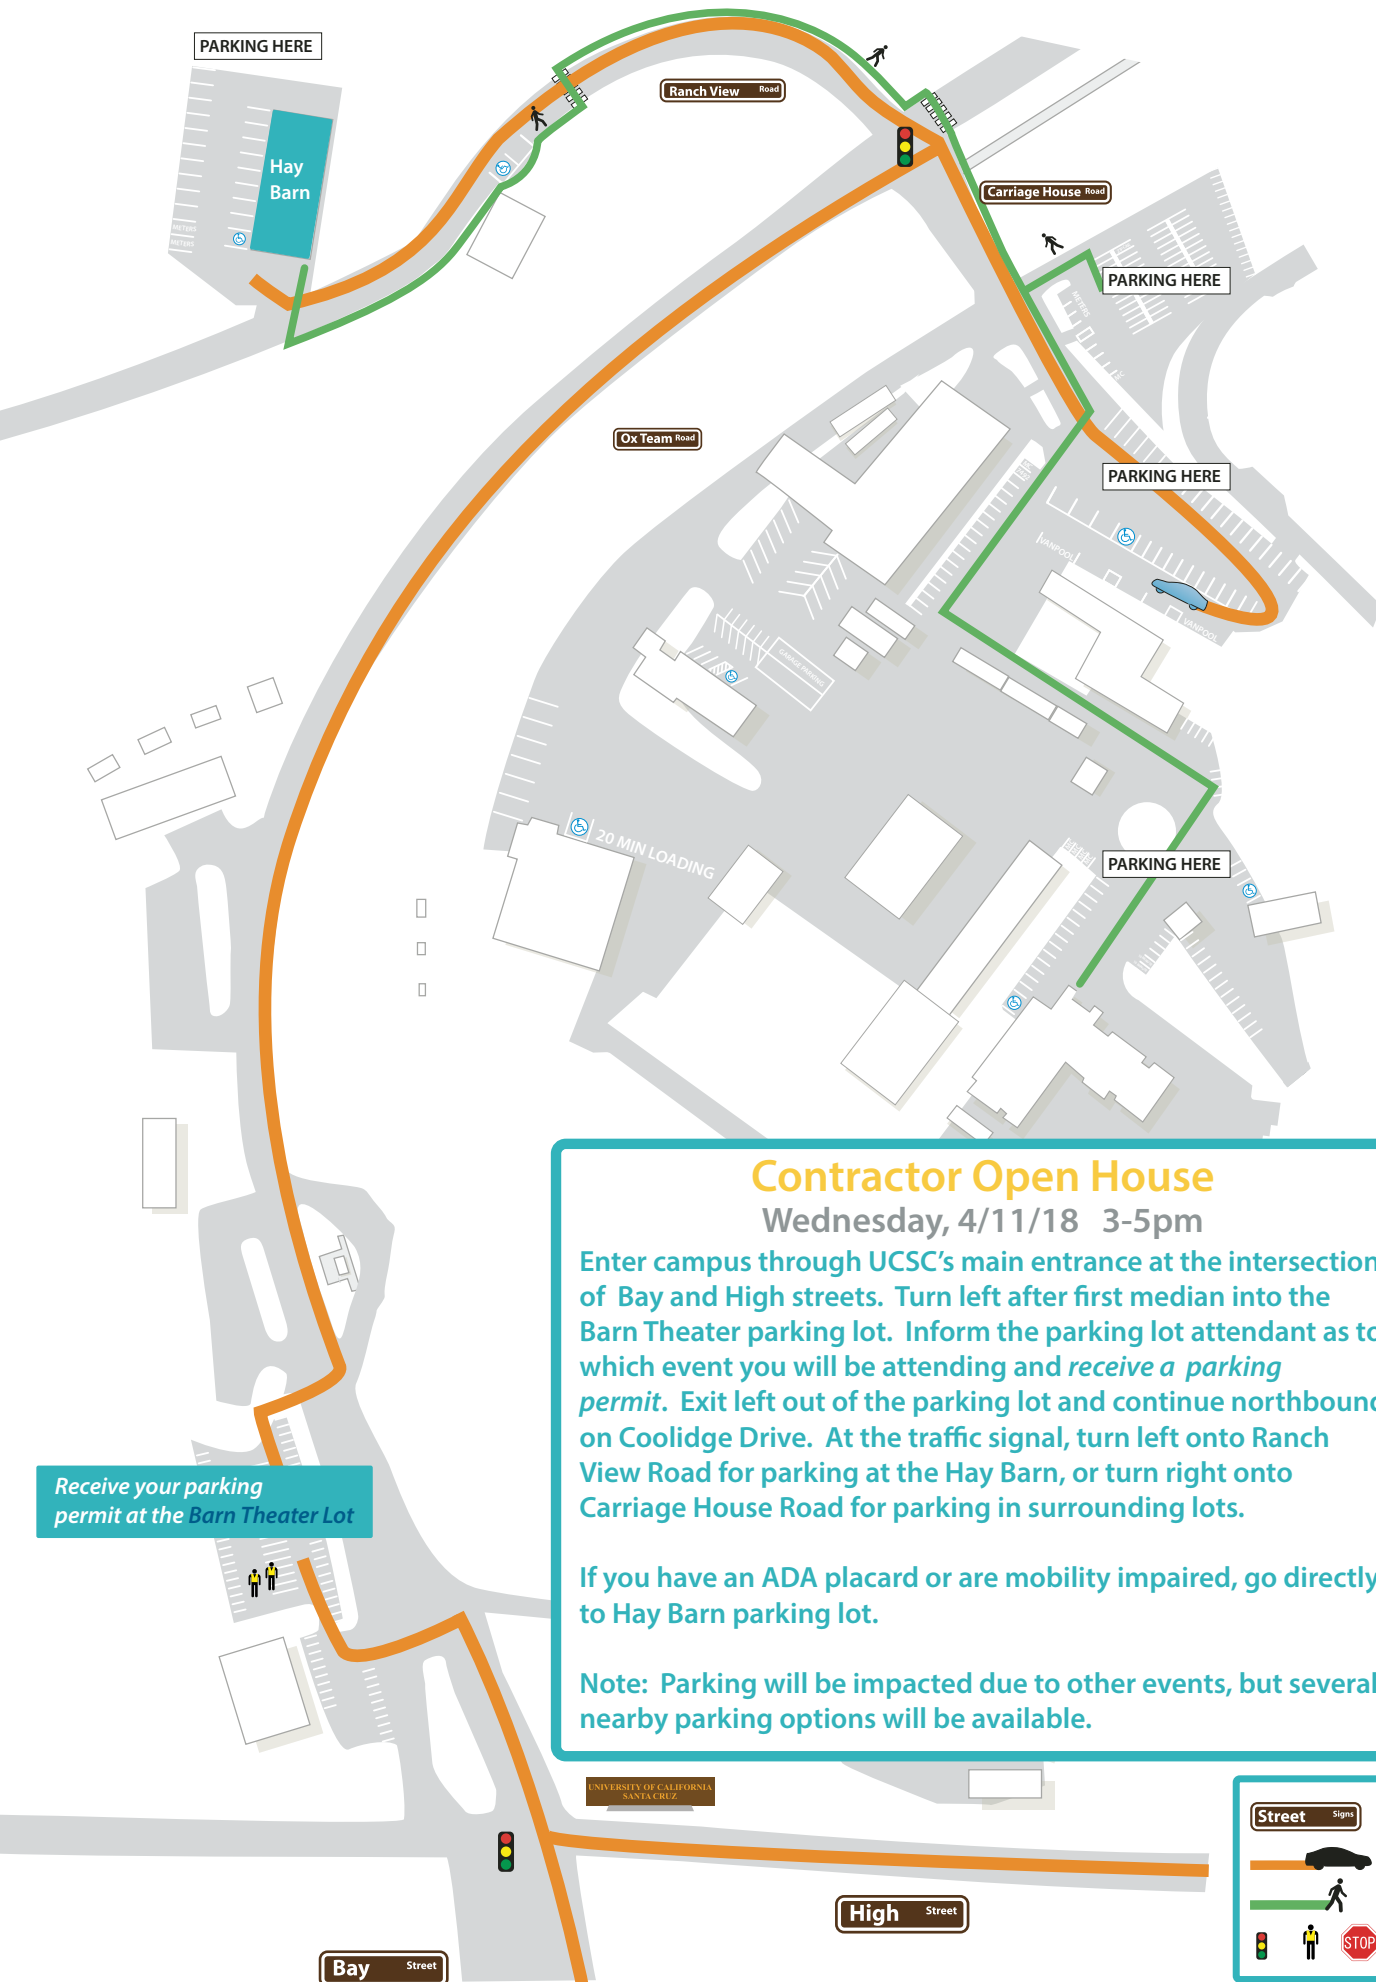 PARKING HERE
Ranch View Road
Hay
Barn
METERS
METERS
Carriage House Road
PARKING HERE
METERS
Ox Team Road
PARKING HERE
VANPOOL
VANPOOL
GARAGE PARKING
20 MIN LOADING
PARKING HERE
Contractor Open House
Wednesday, 4/11/18 3-5pm
Enter campus through UCSC's main entrance at the intersection
of Bay and High streets. Turn left after first median into the
Barn Theater parking lot. Inform the parking lot attendant as to
which event you will be attending and receive a parking
permit. Exit left out of the parking lot and continue northbound
on Coolidge Drive. At the traffic signal, turn left onto Ranch
View Road for parking at the Hay Barn, or turn right onto
Carriage House Road for parking in surrounding lots.
If you have an ADA placard or are mobility impaired, go directly
to Hay Barn parking lot.
Note: Parking will be impacted due to other events, but several
nearby parking options will be available.
Receive your parking
permit at the Barn Theater Lot
UNIVERSITY OF CALIFORNIA
SANTA CRUZ
Street Signs
High Street
STOP
Bay Street